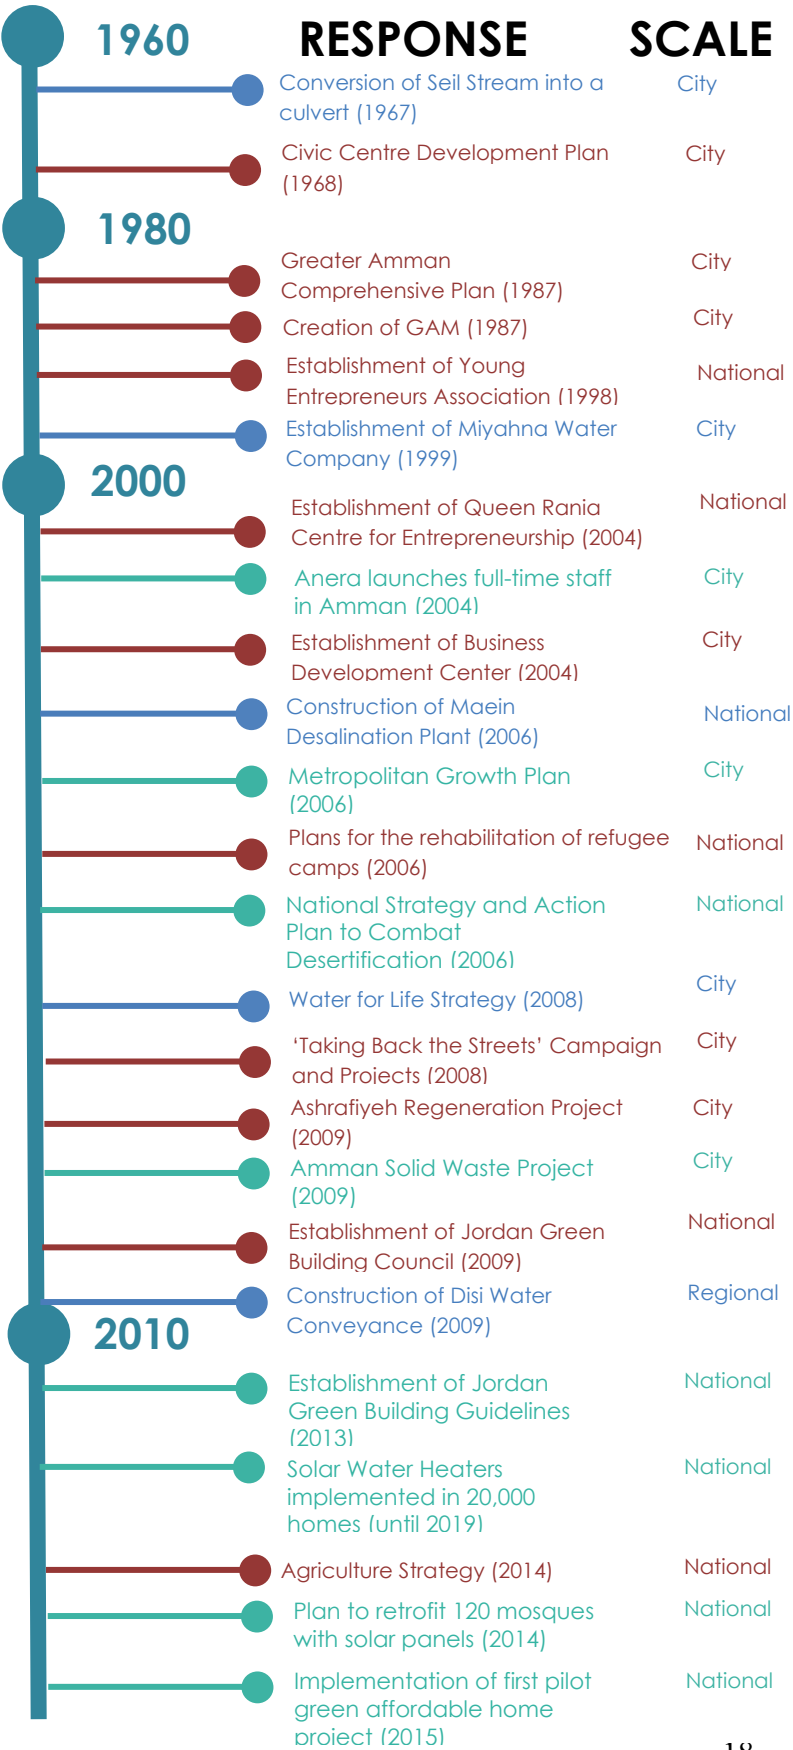 1960 RESPONSE SCALE
Conversion of Seil Stream into a City
culvert (1967)
Civic Centre Development Plan City
(1968)
1980
Greater Amman City
Comprehensive Plan (1987)
Creation of GAM (1987) City
Establishment of Young National
Entrepreneurs Association (1998)
Establishment of Miyahna Water City
Company (1999)
2000
Establishment of Queen Rania National
Centre for Entrepreneurship (2004)
Anera launches full-time staff City
in Amman (2004)
Establishment of Business City
Development Center (2004)
Construction of Maein National
Desalination Plant (2006)
Metropolitan Growth Plan City
(2006)
Plans for the rehabilitation of refugee National
camps (2006)
National Strategy and Action National
Plan to Combat
Desertification (2006)
Water for Life Strategy (2008) City
‘Taking Back the Streets’ Campaign City
and Projects (2008)
Ashrafiyeh Regeneration Project City
(2009)
Amman Solid Waste Project City
(2009)
Establishment of Jordan Green National
Building Council (2009)
Construction of Disi Water Regional
Conveyance (2009)
2010
Establishment of Jordan National
Green Building Guidelines
(2013)
Solar Water Heaters National
implemented in 20,000
homes (until 2019)
Agriculture Strategy (2014) National
Plan to retrofit 120 mosques National
with solar panels (2014)
Implementation of first pilot National
green affordable home
project (2015)